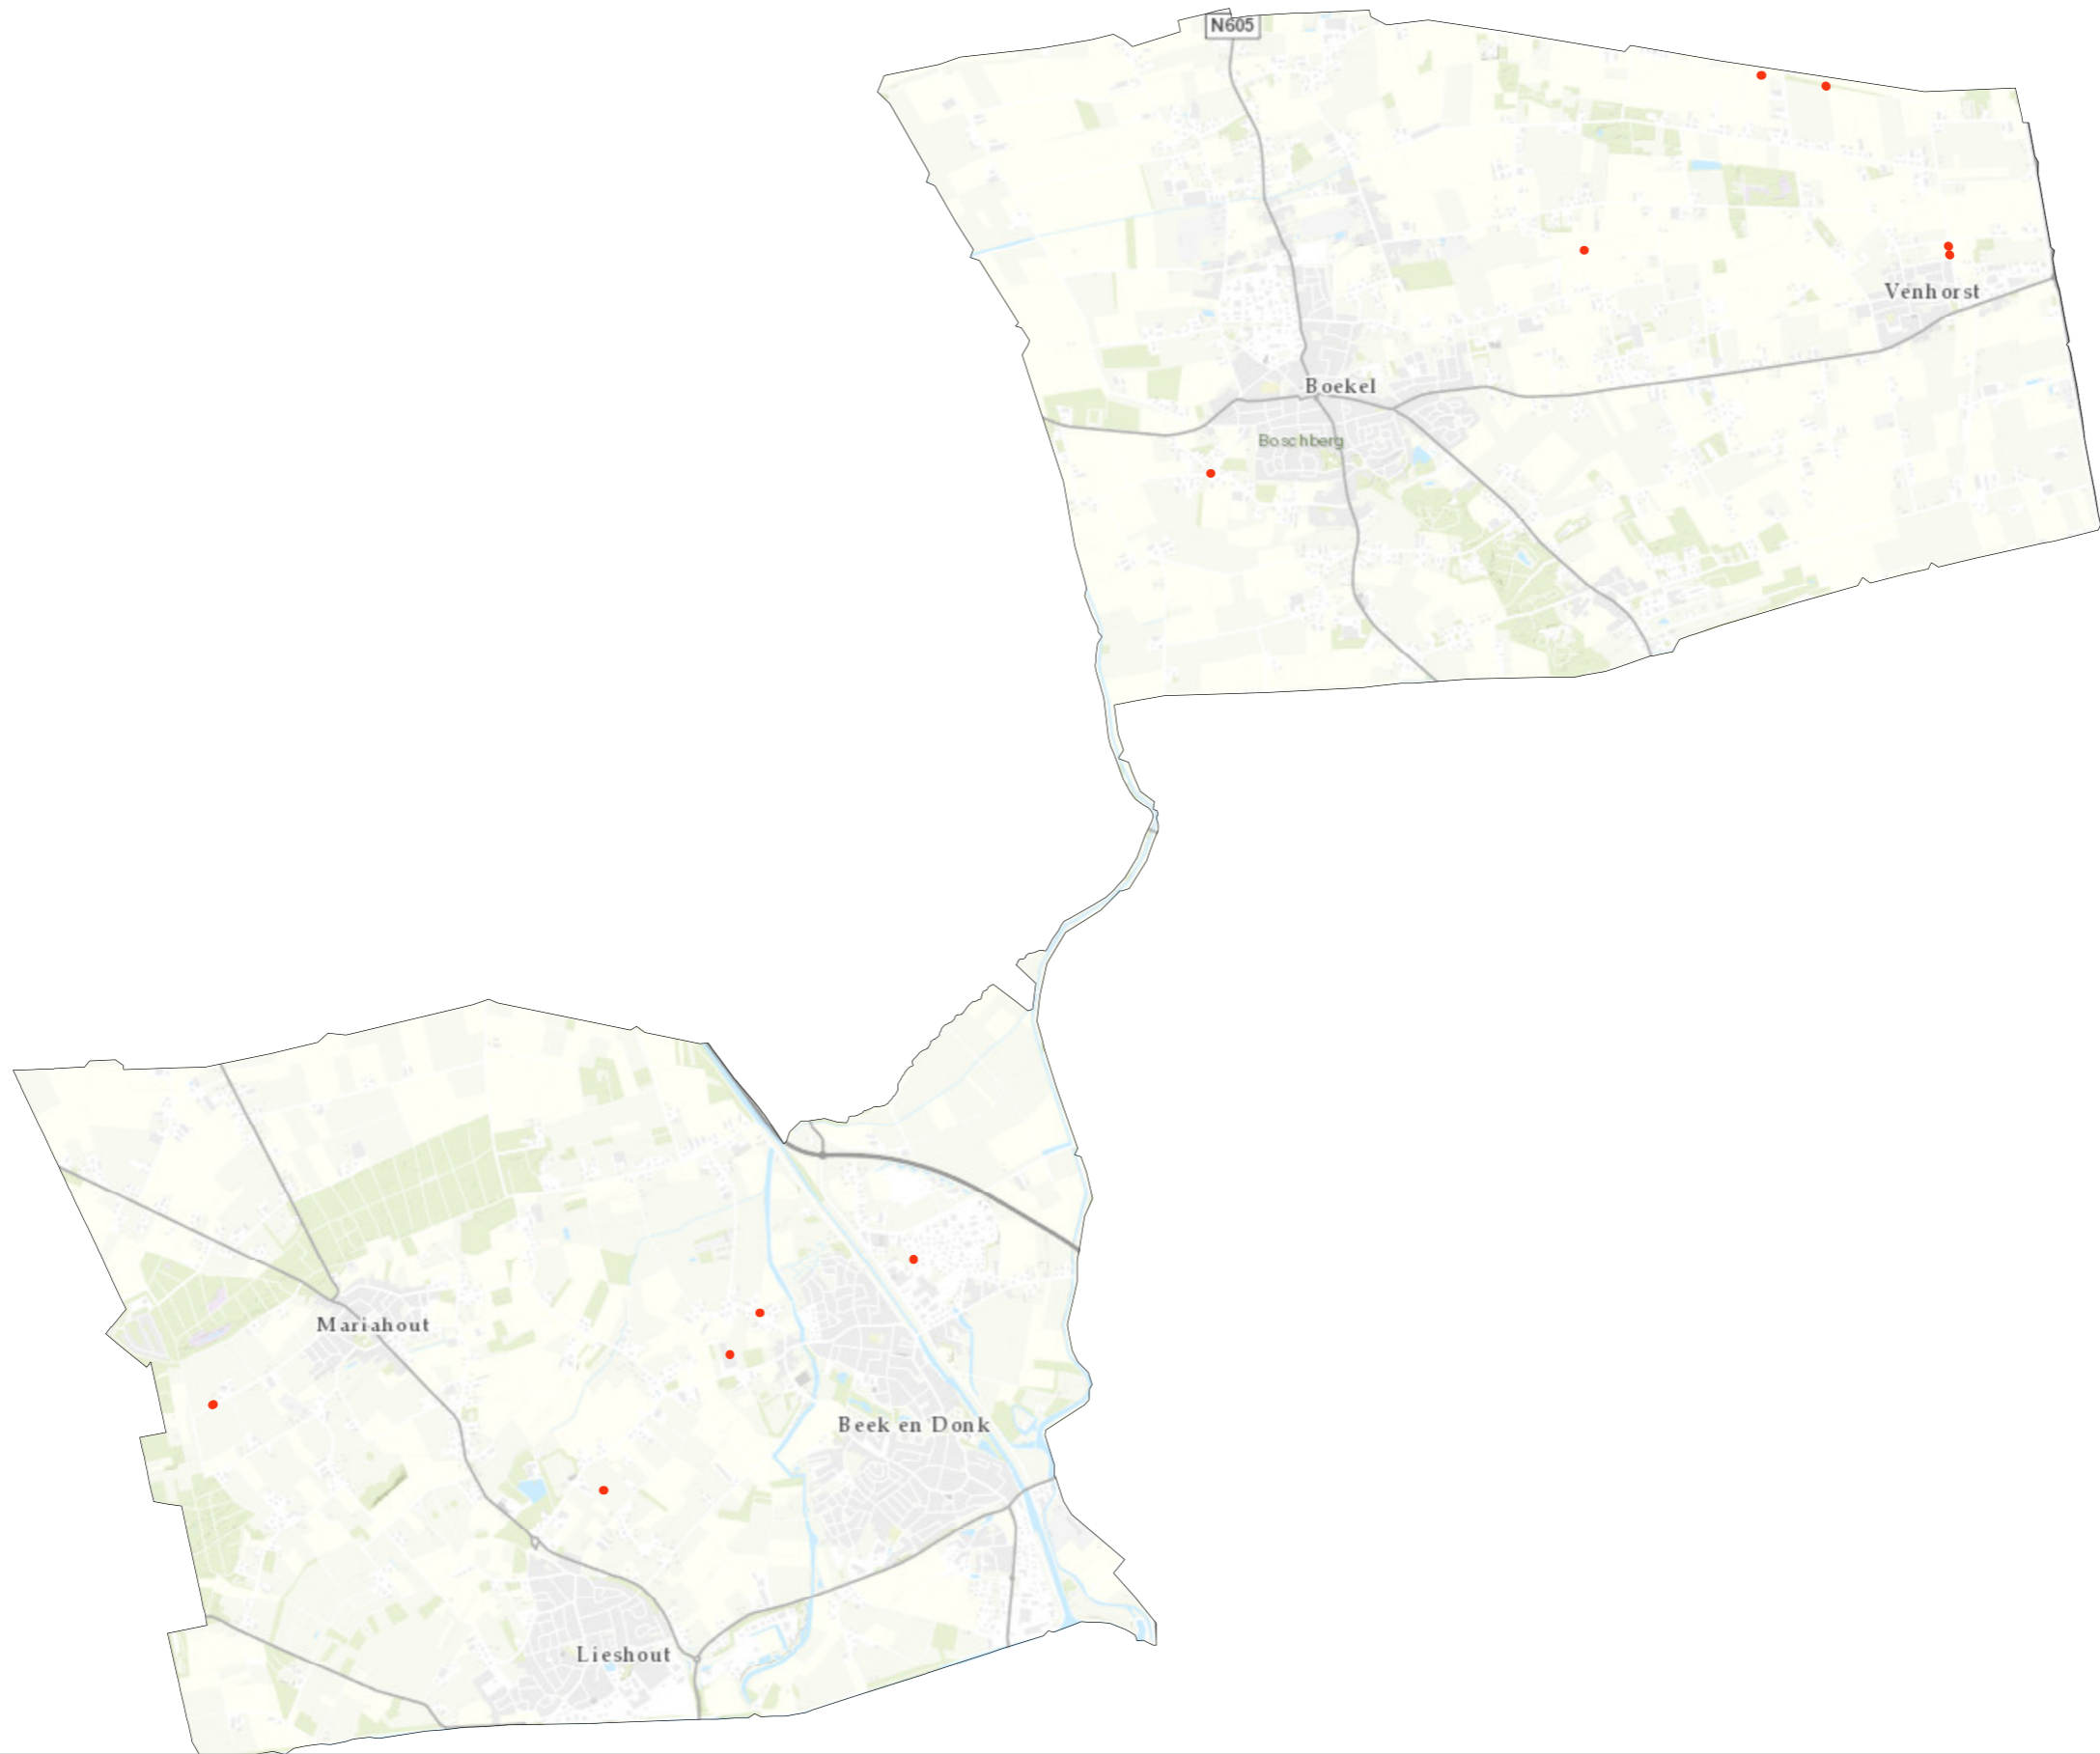 N605
Venhorst
Boekel
Boschberg
Mariahout
Beek en Donk
Lieshout